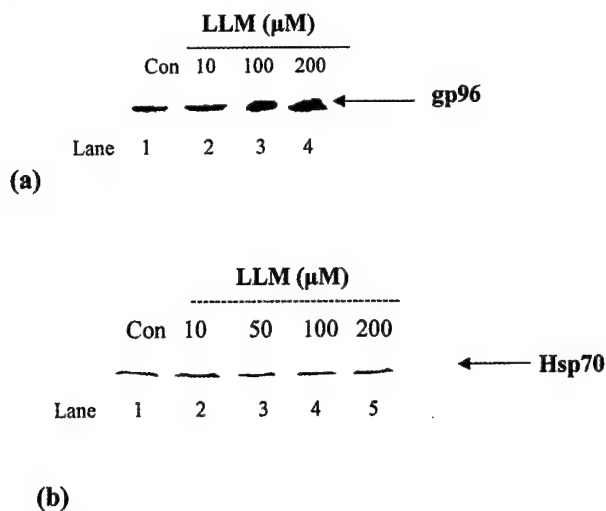 LLM (µM)
Con 10 100 200
gp96
Lane 1 2 3 4
(a)
LLM (µM)
Con 10 50 100 200
Hsp70
Lane 1 2 3 4 5
(b)